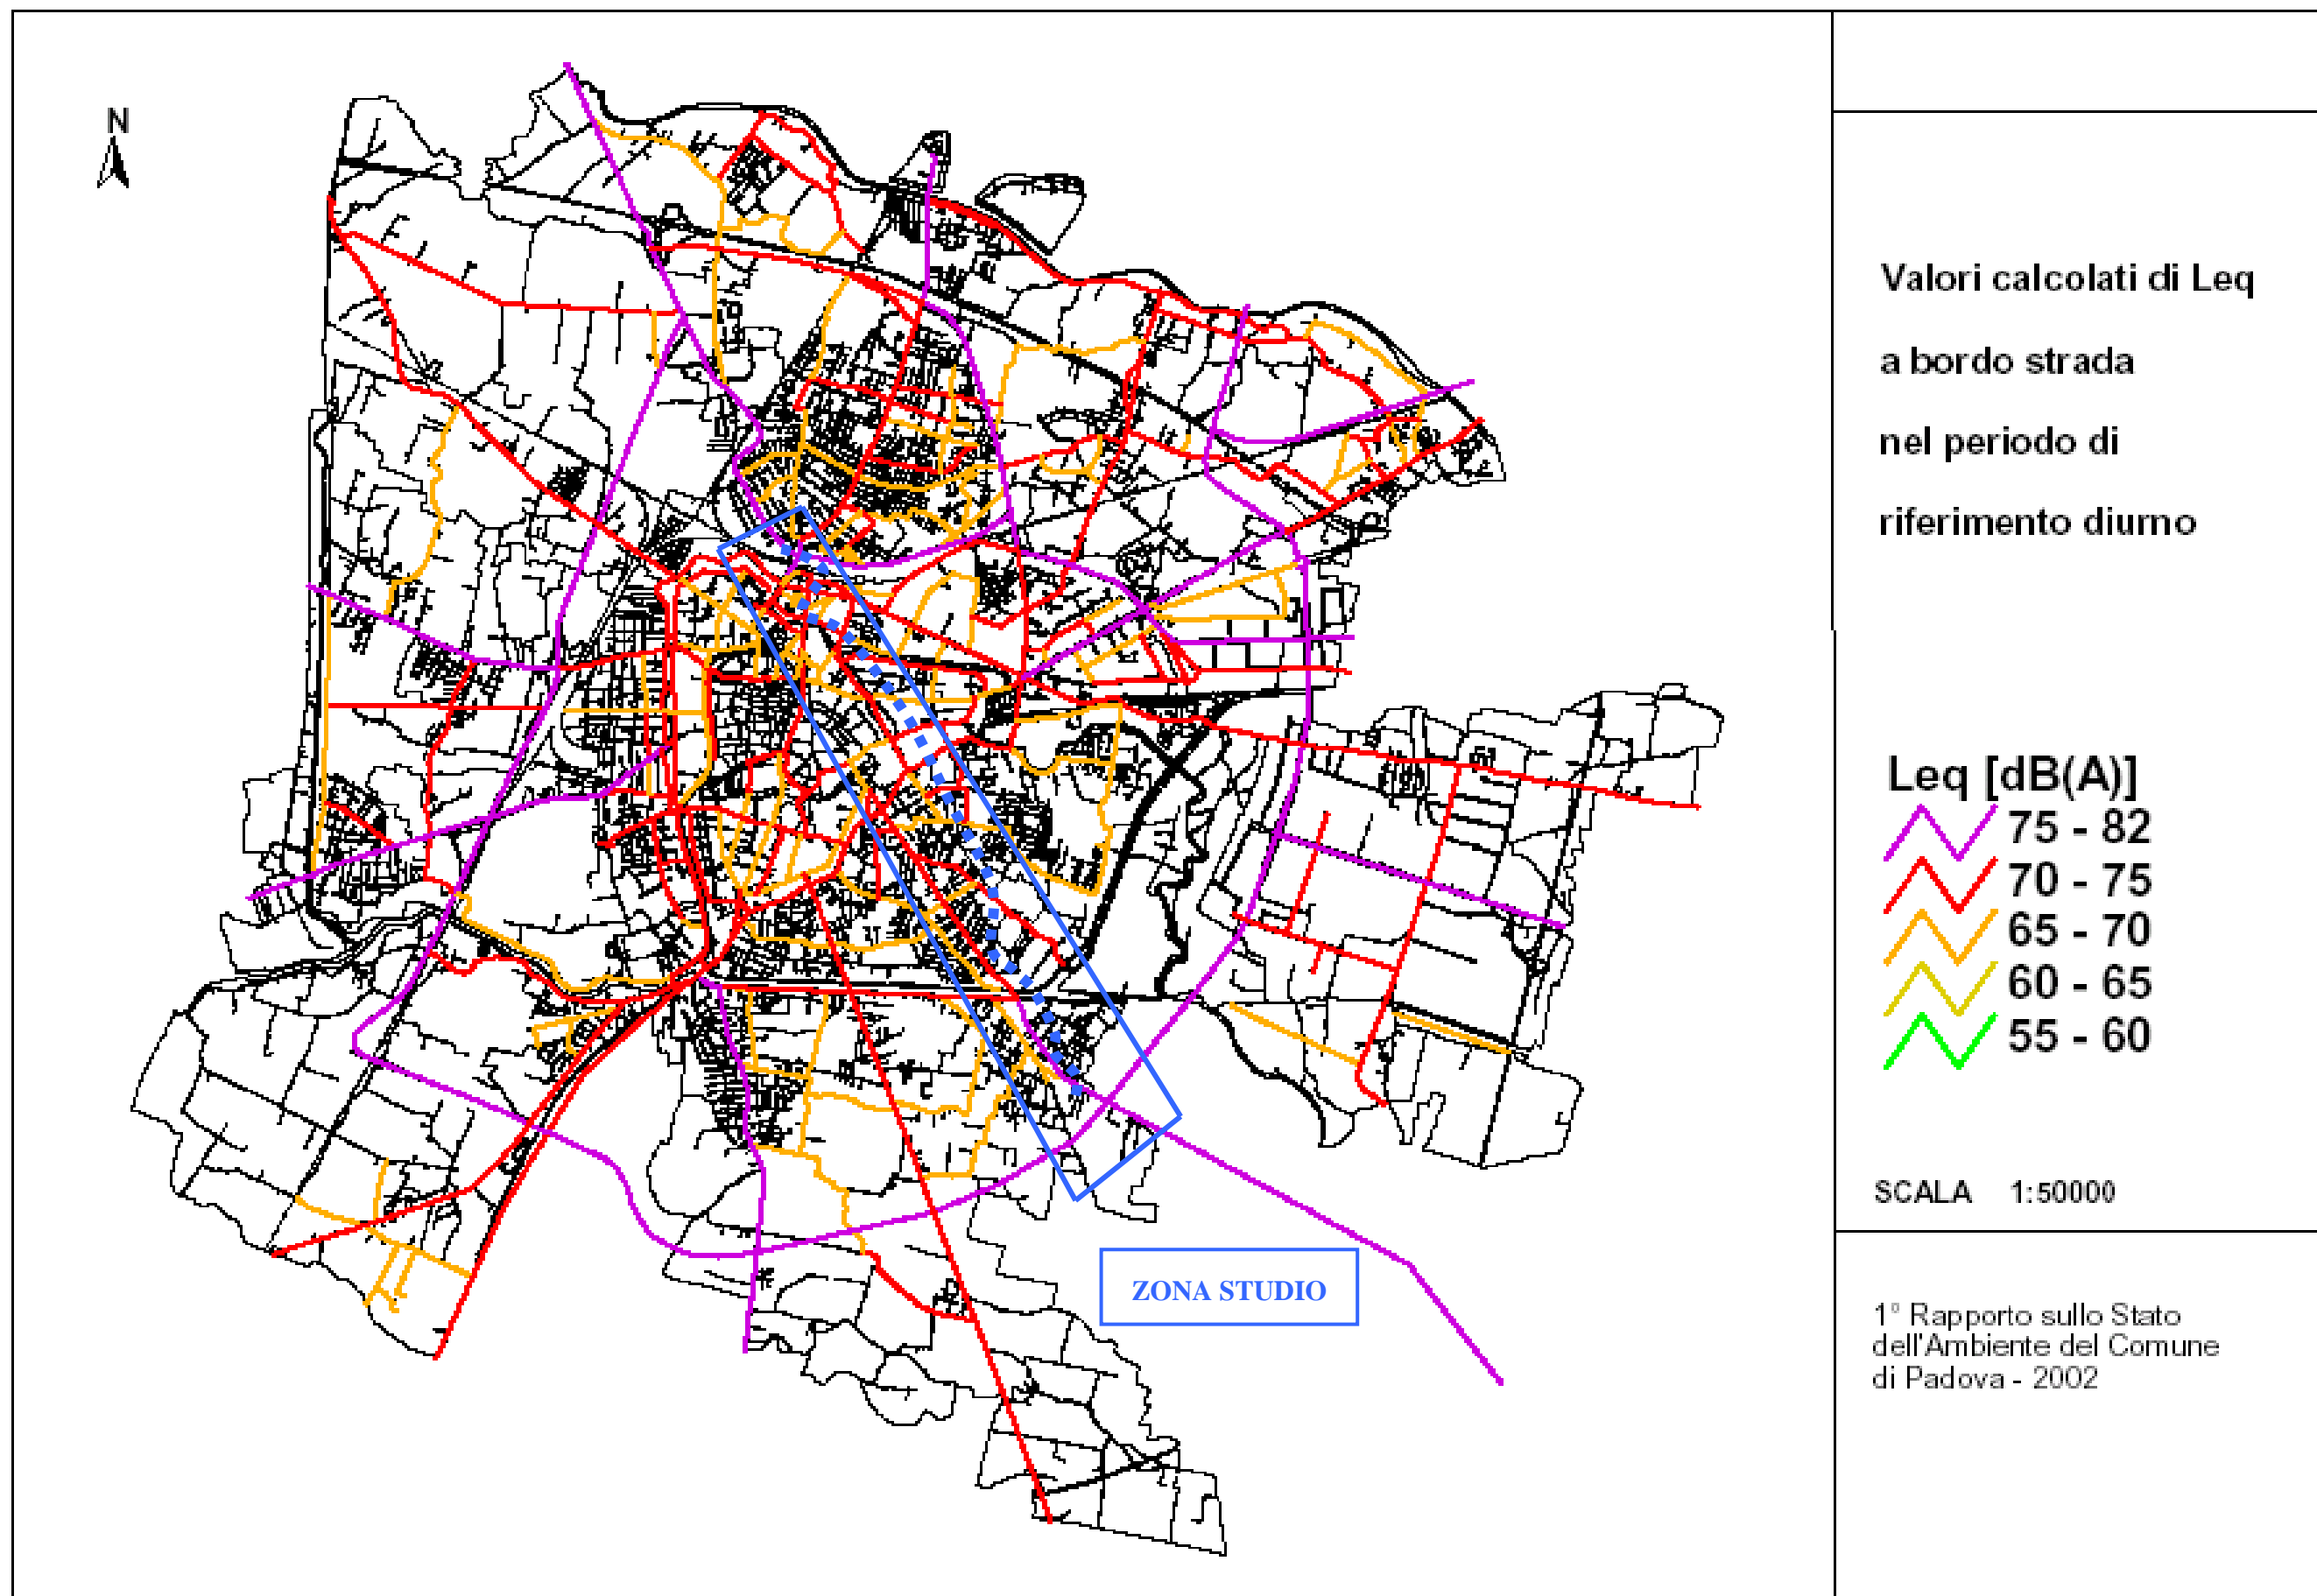 N
ZONA STUDIO
Valori calcolati di Leq
a bordo strada
nel periodo di
riferimento diurno
Leq [dB(A)]
75 - 82
70 - 75
65 - 70
60 - 65
55 - 60
SCALA 1:50000
1° Rapporto sullo Stato
dell'Ambiente del Comune
di Padova - 2002